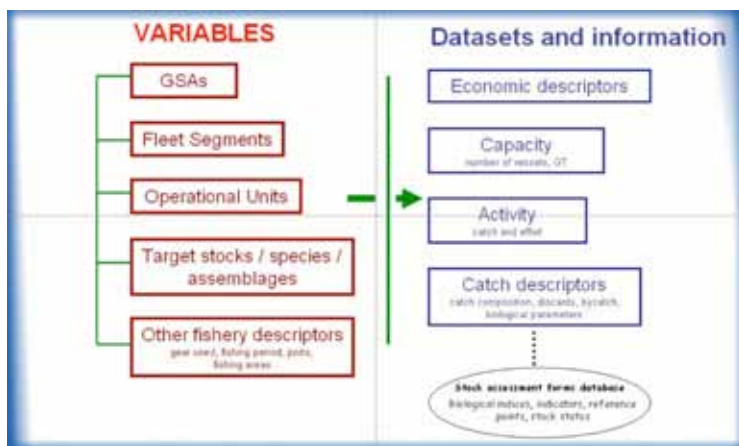 VARIABLES
GSAs
Fleet Segments
Operational Units
Target stocks / species /
assemblages
Other fishery descriptors
gear used, fishing period, ports,
fishing areas...
Datasets and information
Economic descriptors
Capacity
number of vessels, GT
Activity
catch and effort
Catch descriptors
catch composition, discards, bycatch,
biological parameters
Stock assessment forms database
Biological indices, indicators, reference
points, stock status